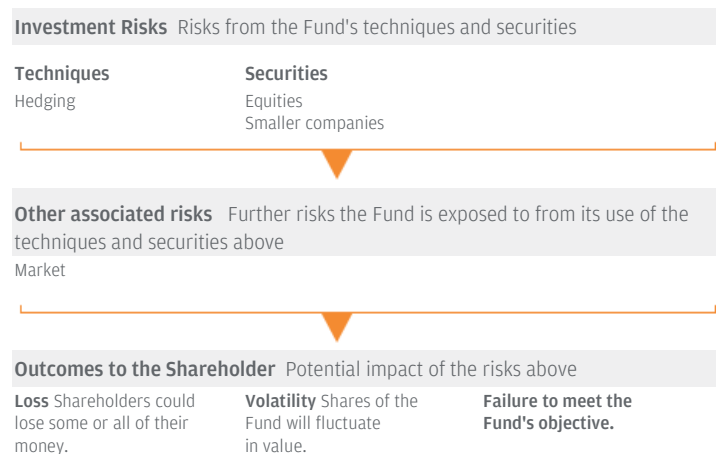 Investment Risks Risks from the Fund's techniques and securities
Techniques
Hedging
Securities
Equities
Smaller companies
Other associated risks Further risks the Fund is exposed to from its use of the
techniques and securities above
Market
Outcomes to the Shareholder Potential impact of the risks above
Loss Shareholders could
lose some or all of their
money.
Volatility Shares of the
Fund will fluctuate
in value.
Failure to meet the
Fund's objective.